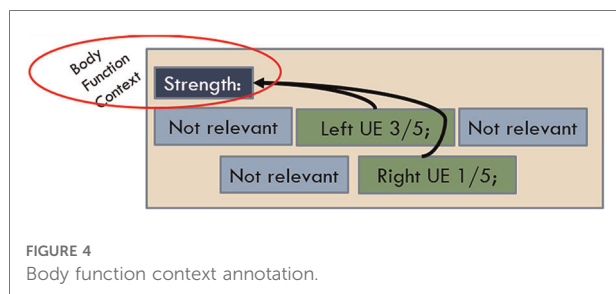 Body
Function
Context
Strength:
Not relevant Left UE 3/5; Not relevant
Not relevant Right UE 1/5;
FIGURE 4
Body function context annotation.